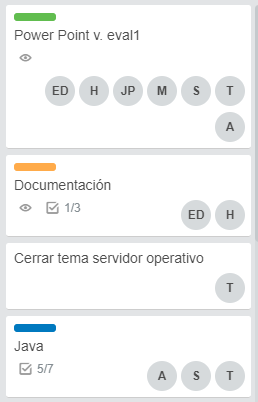 Power Point v. eval1
ED H JP M S T
A
Documentación
1/3 ED H
Cerrar tema servidor operativo
T
Java
5/7 A S T